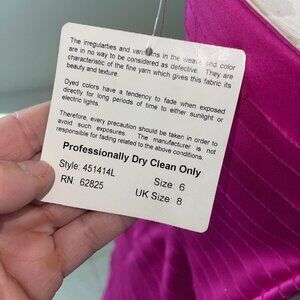 The irregularities and variations in the weave and color
are in no way to be considered as defective. They are
characteristic of the fine yarn which gives this fabric its
beauty and texture.
Dyed colors have a tendency to fade when exposed
directly for long periods of time to either sunlight or
electric lights.
Therefore, every precaution should be taken in order to
avoid such exposures. The manufacturer is not
responsible for fading related to the above conditions.
Professionally Dry Clean Only
Style: 451414L
Size: 6
RN: 62825
UK Size: 8